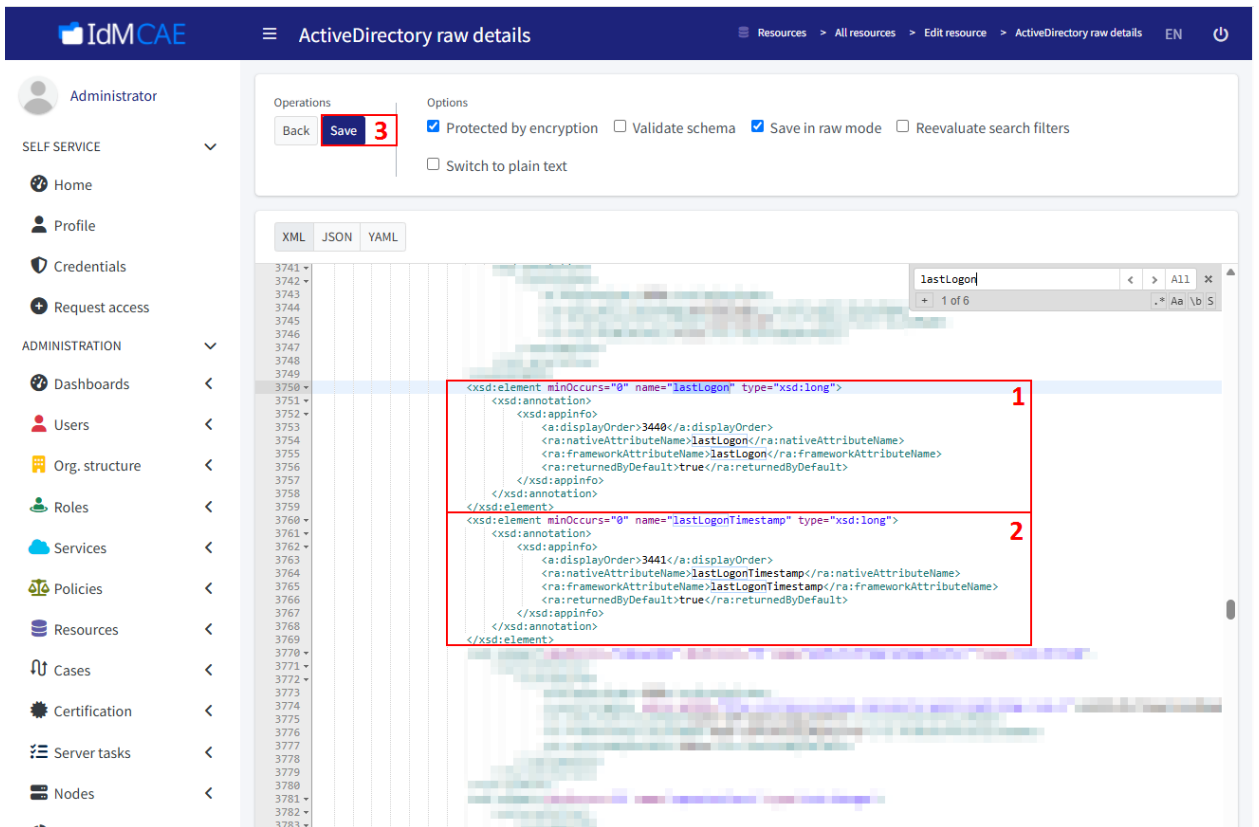 IdMCAE
ActiveDirectory raw details
Resources > All resources > Edit resource > ActiveDirectory raw details EN
Administrator
SELF SERVICE
Home
Profile
Credentials
Request access
ADMINISTRATION
Dashboards
Users
Org. structure
Roles
Services
Policies
Resources
Cases
Certification
Server tasks
Nodes
Operations
Back Save 3
Options
Protected by encryption Validate schema Save in raw mode Reevaluate search filters
Switch to plain text
XML JSON YAML
lastLogon All
+ 1 of 6 .* Aa \b S
3741
3742
3743
3744
3745
3746
3747
3748
3749
3750 <xsd:element minOccurs="0" name="lastLogon" type="xsd:long"> 1
3751 <xsd:annotation>
3752 <xsd:appinfo>
3753 <a:displayOrder>3440</a:displayOrder>
3754 <ra:nativeAttributeName>lastLogon</ra:nativeAttributeName>
3755 <ra:frameworkAttributeName>lastLogon</ra:frameworkAttributeName>
3756 <ra:returnedByDefault>true</ra:returnedByDefault>
3757 </xsd:appinfo>
3758 </xsd:annotation>
3759 </xsd:element>
3760 <xsd:element minOccurs="0" name="lastLogonTimestamp" type="xsd:long"> 2
3761 <xsd:annotation>
3762 <xsd:appinfo>
3763 <a:displayOrder>3441</a:displayOrder>
3764 <ra:nativeAttributeName>lastLogonTimestamp</ra:nativeAttributeName>
3765 <ra:frameworkAttributeName>lastLogonTimestamp</ra:frameworkAttributeName>
3766 <ra:returnedByDefault>true</ra:returnedByDefault>
3767 </xsd:appinfo>
3768 </xsd:annotation>
3769 </xsd:element>
3770
3771
3772
3773
3774
3775
3776
3777
3778
3779
3780
3781
3782
3783